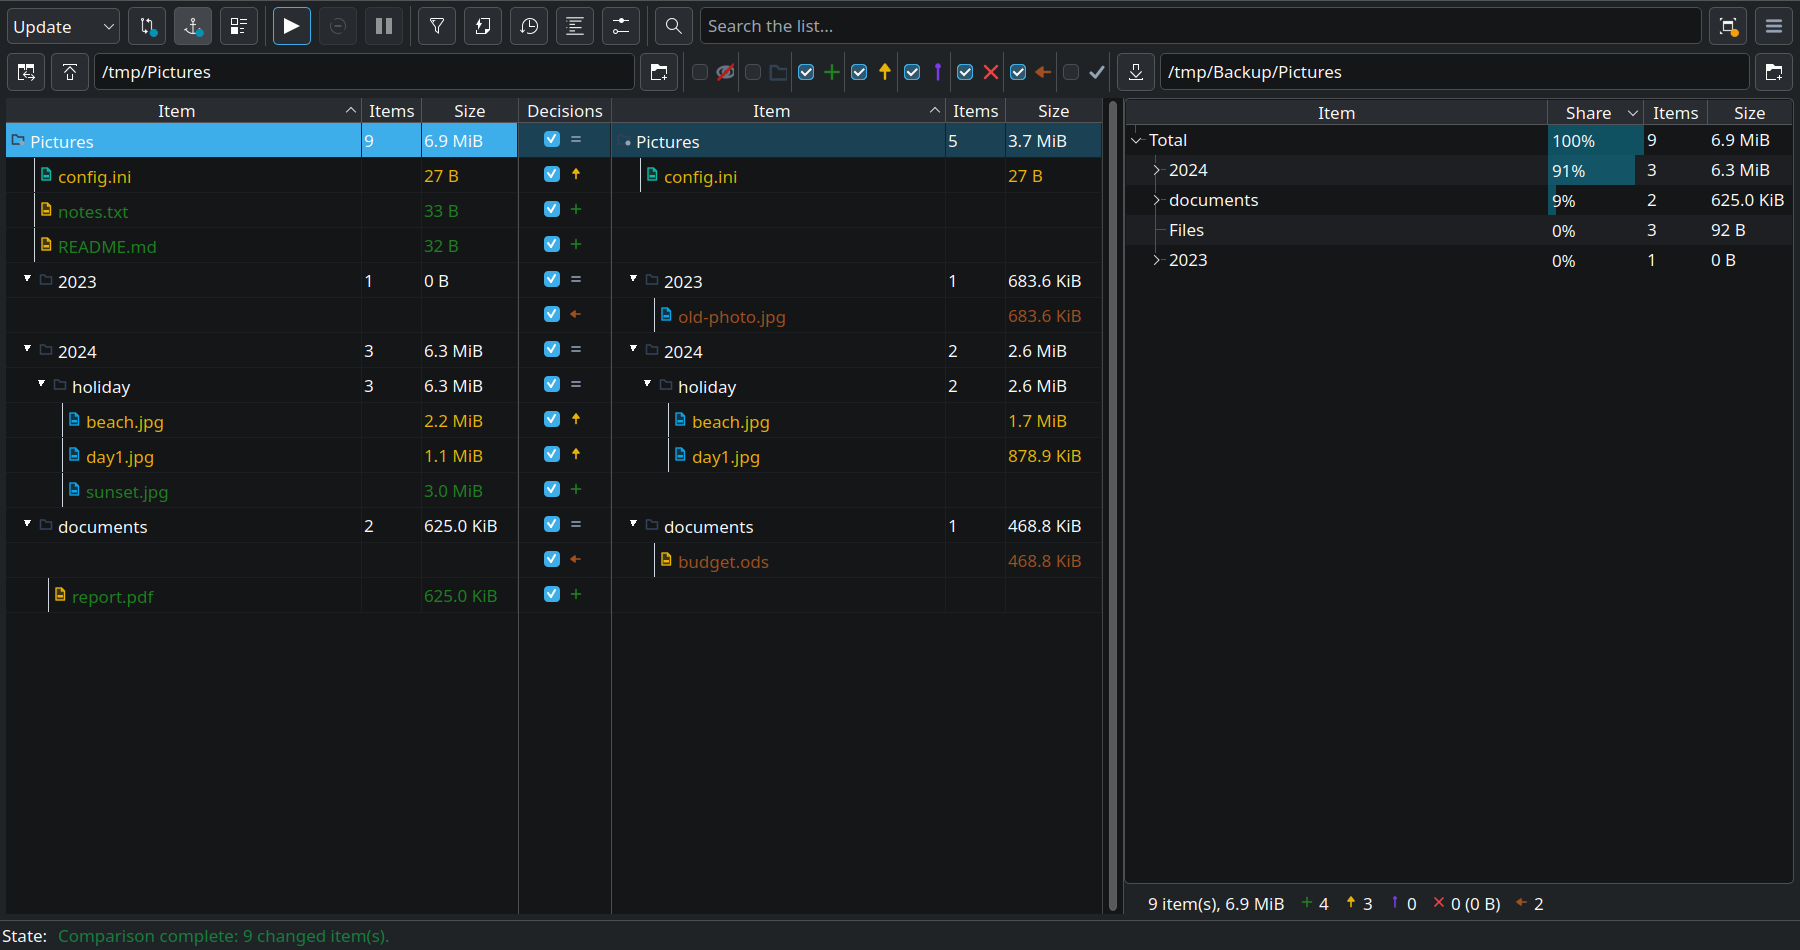 Update
Search the list...
/tmp/Pictures
/tmp/Backup/Pictures
Item Items Size Decisions Item Items Size
Pictures 9 6.9 MiB = Pictures 5 3.7 MiB
config.ini 27 B config.ini 27 B
notes.txt 33 B +
README.md 32 B +
2023 1 0 B = 2023 1 683.6 KiB
old-photo.jpg 683.6 KiB
2024 3 6.3 MiB = 2024 2 2.6 MiB
holiday 3 6.3 MiB = holiday 2 2.6 MiB
beach.jpg 2.2 MiB beach.jpg 1.7 MiB
day1.jpg 1.1 MiB day1.jpg 878.9 KiB
sunset.jpg 3.0 MiB +
documents 2 625.0 KiB = documents 1 468.8 KiB
budget.ods 468.8 KiB
report.pdf 625.0 KiB +
Item Share Items Size
Total 100% 9 6.9 MiB
2024 91% 3 6.3 MiB
documents 9% 2 625.0 KiB
Files 0% 3 92 B
2023 0% 1 0 B
9 item(s), 6.9 MiB + 4 3 0 0 (0 B) 2
State: Comparison complete: 9 changed item(s).